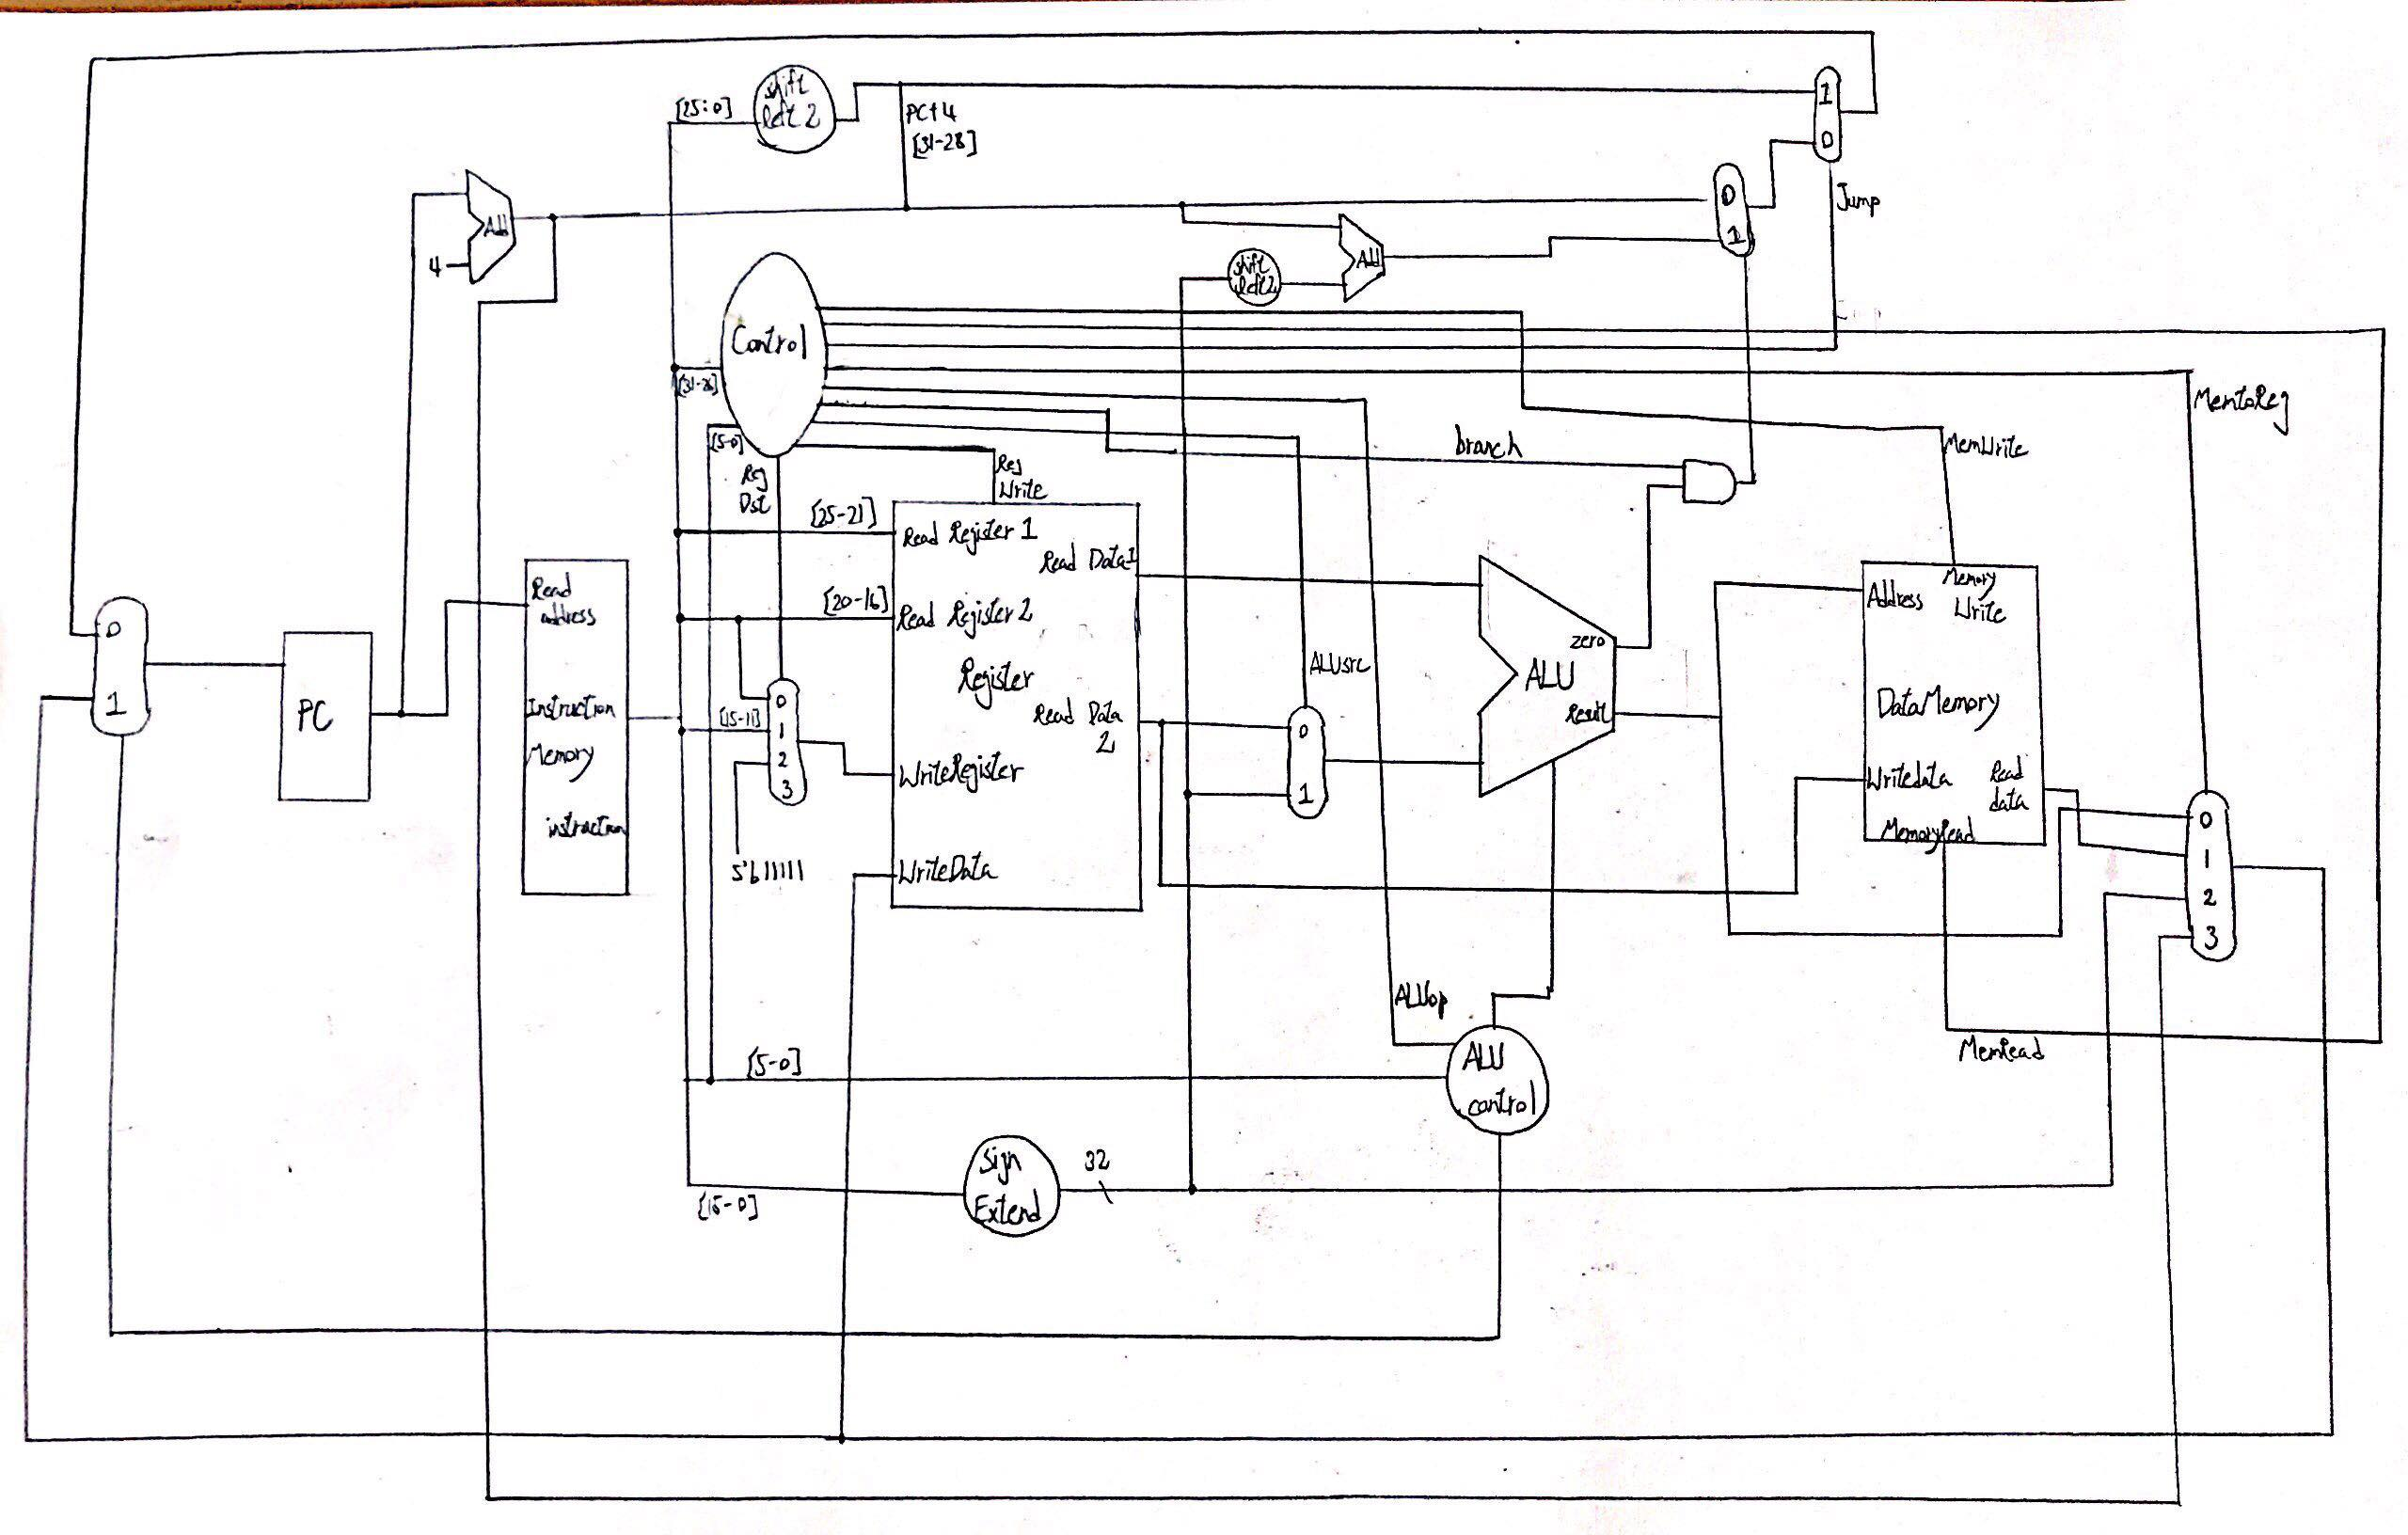 [25:0]
shift
left 2
PC+4
[31-28]
1
0
Jump
Add
4
0
1
shift
left2
Add
Control
[31-26]
[5-0]
Reg
Dst
Reg
Write
branch
MemWrite
MemtoReg
[25-21]
Read Register 1
Read Data1
[20-16]
Read Register 2
Register
Read Data
2
WriteRegister
WriteData
[15-11]
0
1
2
3
5'b11111
0
1
PC
Read
address
Instruction
Memory
instruction
ALUsrc
0
1
zero
ALU
Result
Address
Memory
Write
DataMemory
Writedata
Read
data
MemoryRead
0
1
2
3
ALUop
MemRead
[5-0]
ALU
control
[15-0]
Sign
Extend
32